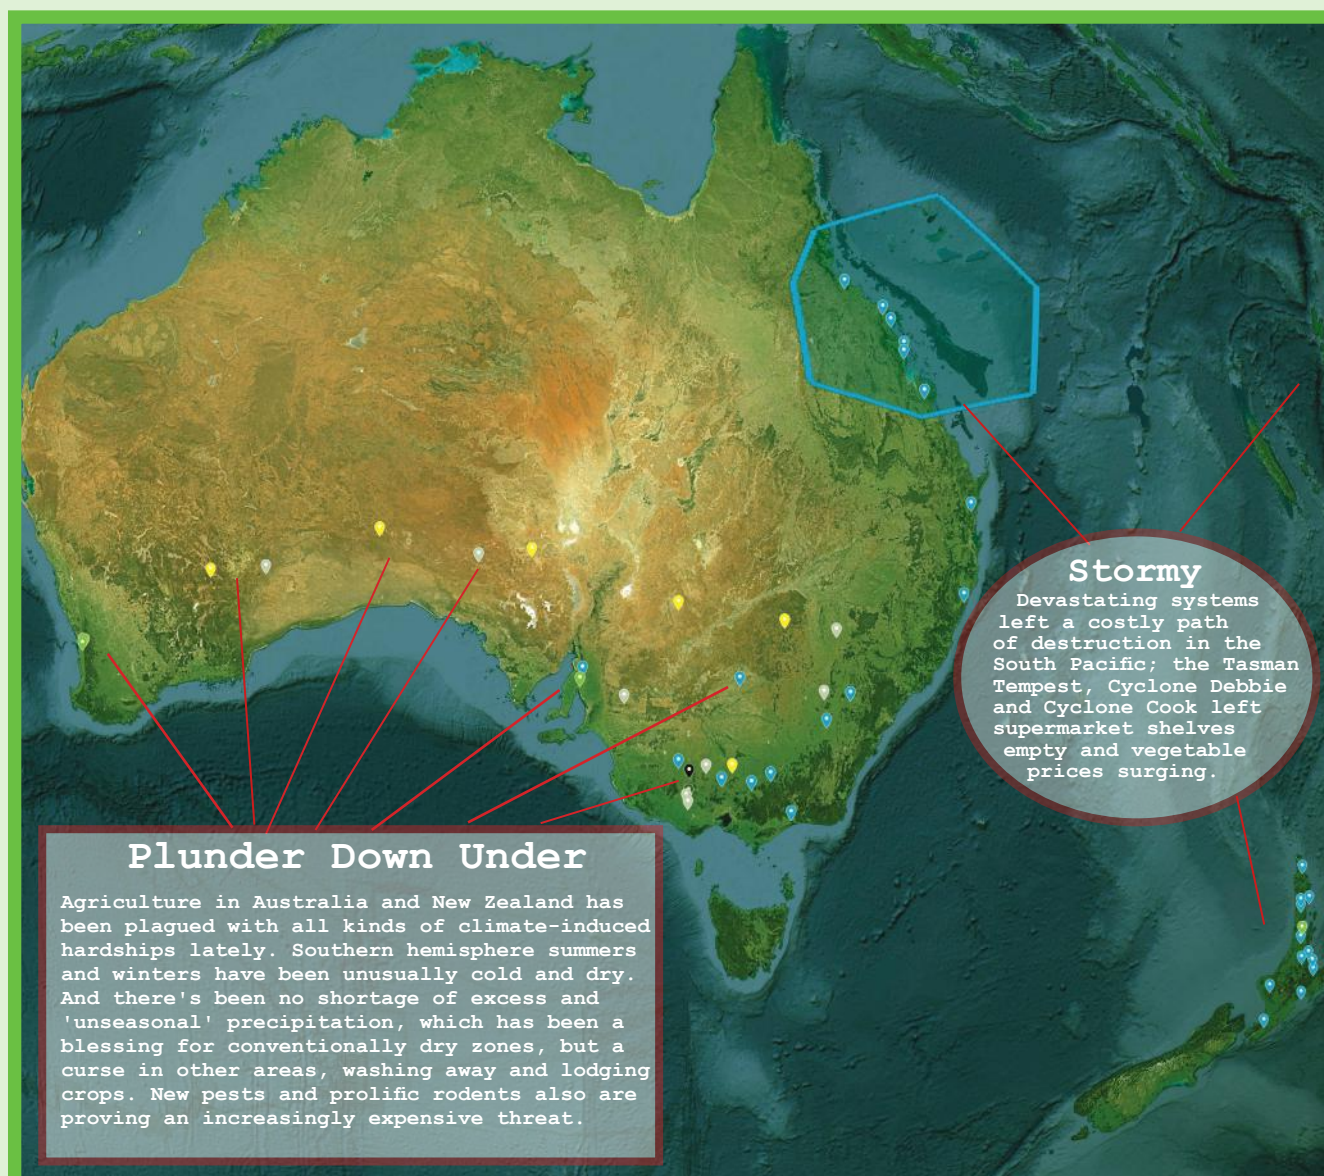 Stormy
Devastating systems
left a costly path
of destruction in the
South Pacific; the Tasman
Tempest, Cyclone Debbie
and Cyclone Cook left
supermarket shelves
empty and vegetable
prices surging.
Plunder Down Under
Agriculture in Australia and New Zealand has
been plagued with all kinds of climate-induced
hardships lately. Southern hemisphere summers
and winters have been unusually cold and dry.
And there's been no shortage of excess and
'unseasonal' precipitation, which has been a
blessing for conventionally dry zones, but a
curse in other areas, washing away and lodging
crops. New pests and prolific rodents also are
proving an increasingly expensive threat.